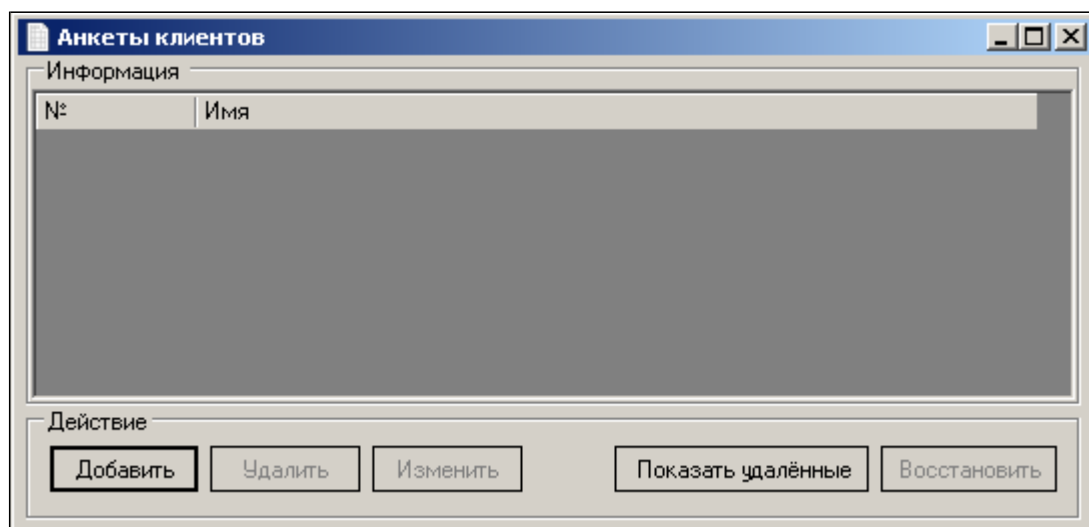 Анкеты клиентов
Информация
№ Имя
Действие
Добавить Удалить Изменить Показать удалённые Восстановить